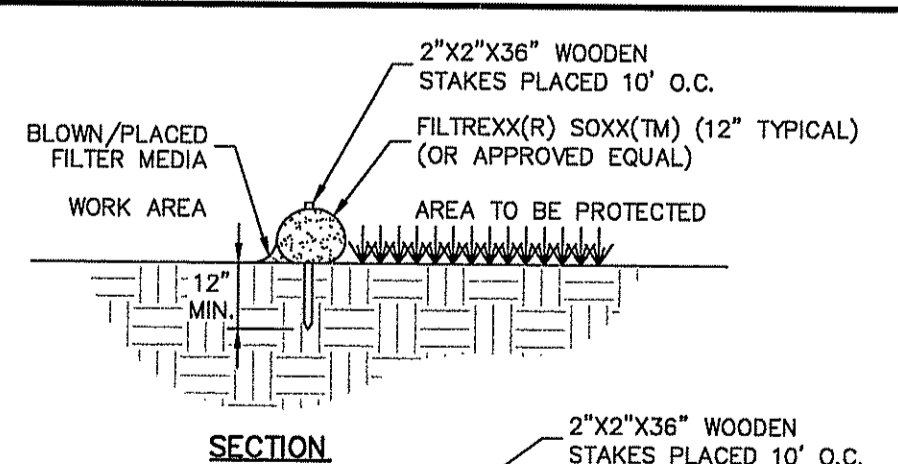 2"X2"X36" WOODEN
STAKES PLACED 10' O.C.
BLOWN/PLACED
FILTER MEDIA
FILTREXX(R) SOXX(TM) (12" TYPICAL)
(OR APPROVED EQUAL)
WORK AREA
AREA TO BE PROTECTED
12"
MIN.
SECTION
2"X2"X36" WOODEN
STAKES PLACED 10' O.C.